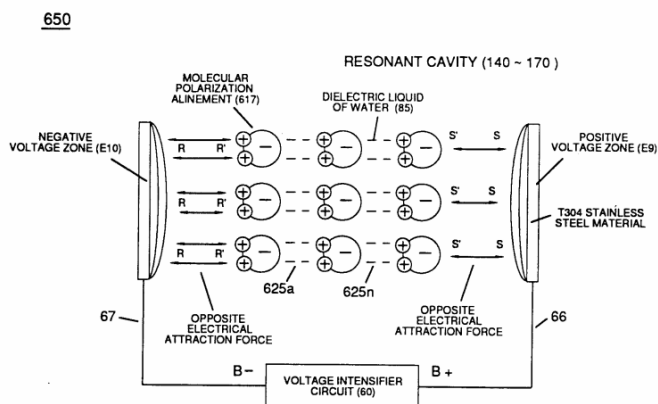 650
RESONANT CAVITY (140 ~ 170 )
MOLECULAR
POLARIZATION
ALINEMENT (617)
DIELECTRIC LIQUID
OF WATER (85)
NEGATIVE
VOLTAGE ZONE (E10)
POSITIVE
VOLTAGE ZONE (E9)
R R' + + − + + − + + − S' S
T304 STAINLESS
STEEL MATERIAL
R R' + + − + + − + + − S' S
R R' + + − + + − + + − S' S
625a 625n
OPPOSITE
ELECTRICAL
ATTRACTION FORCE
OPPOSITE
ELECTRICAL
ATTRACTION FORCE
67 66
B− B+
VOLTAGE INTENSIFIER
CIRCUIT (60)